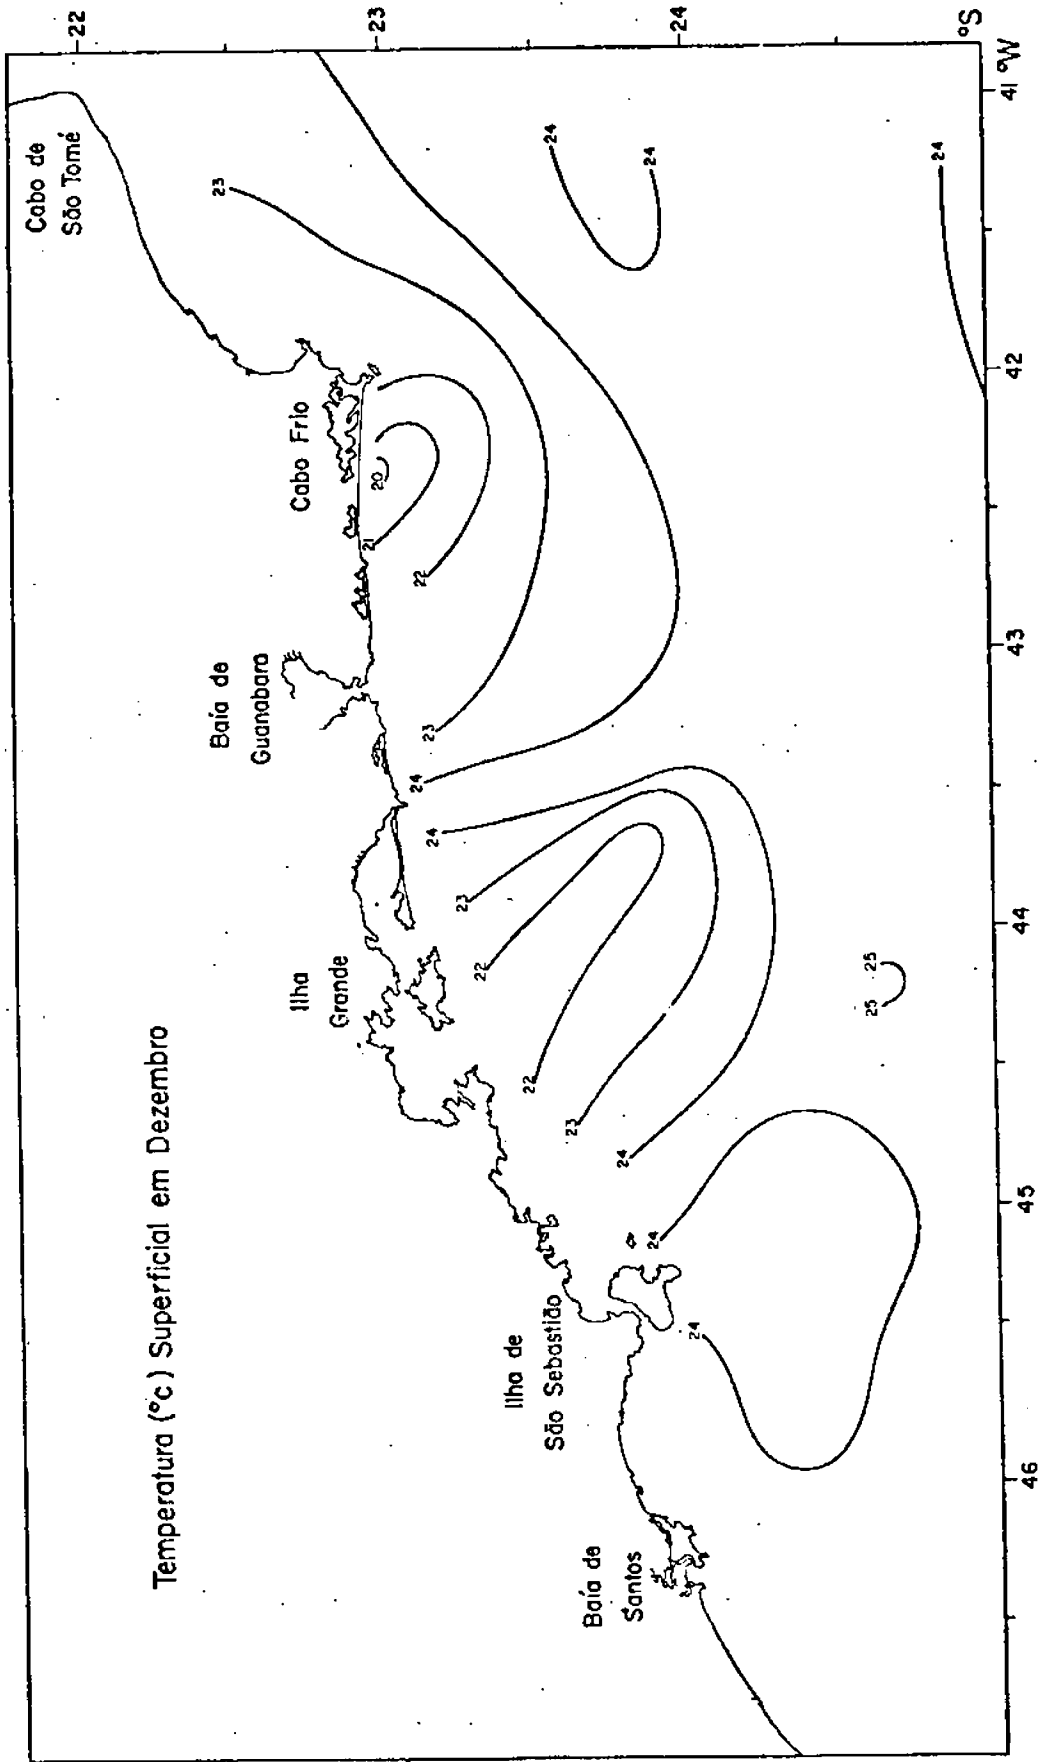 Temperatura (°c) Superficial em Dezembro
Cabo de
São Tomé
Cabo Frio
Baía de
Guanabara
Ilha
Grande
Ilha de
São Sebastião
Baía de
Santos
22
23
24
°S
41 °W
42
43
44
45
46
23
24
24
24
20
21
22
23
24
24
23
22
22
23
24
25
25
24
24